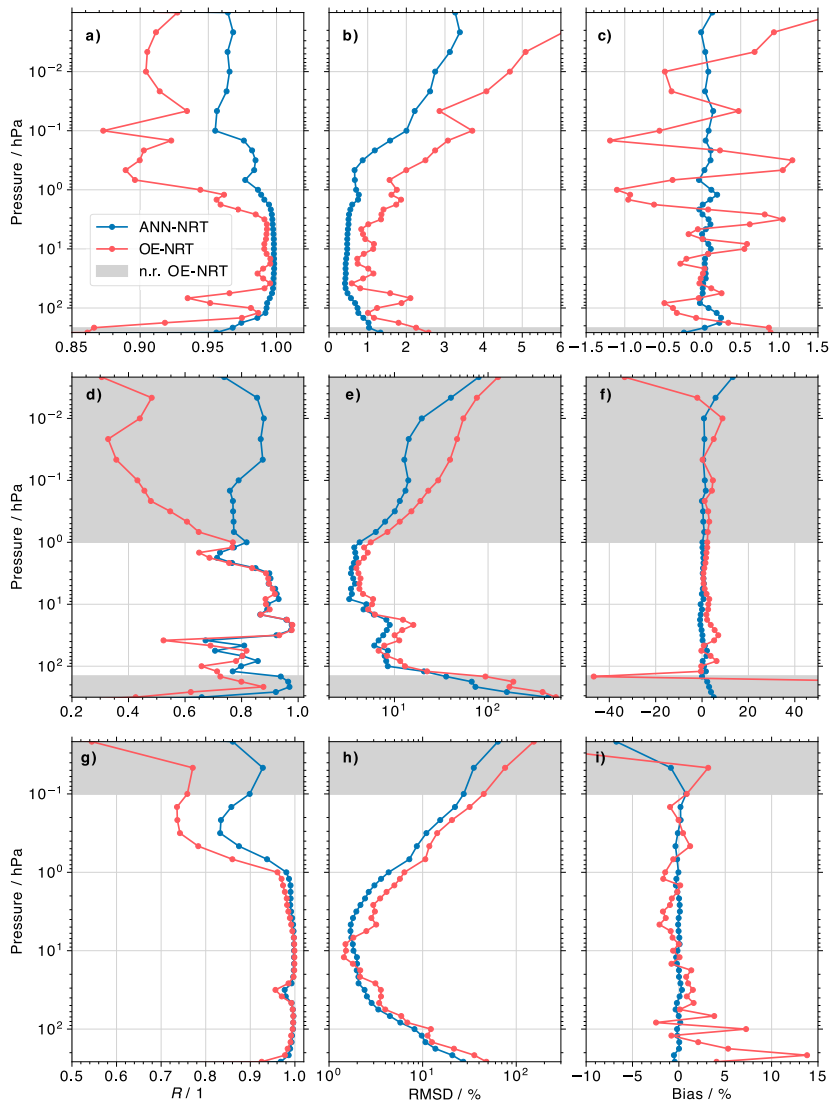 a)
b)
c)
Pressure / hPa
10⁻²
10⁻¹
10⁰
10¹
10²
ANN-NRT
OE-NRT
n.r. OE-NRT
0.85 0.90 0.95 1.00
0 1 2 3 4 5 6
−1.5 −1.0 −0.5 0.0 0.5 1.0 1.5
d)
e)
f)
Pressure / hPa
10⁻²
10⁻¹
10⁰
10¹
10²
0.2 0.4 0.6 0.8 1.0
10¹ 10²
−40 −20 0 20 40
g)
h)
i)
Pressure / hPa
10⁻¹
10⁰
10¹
10²
0.5 0.6 0.7 0.8 0.9 1.0
10⁰ 10¹ 10²
−10 −5 0 5 10 15
R / 1
RMSD / %
Bias / %